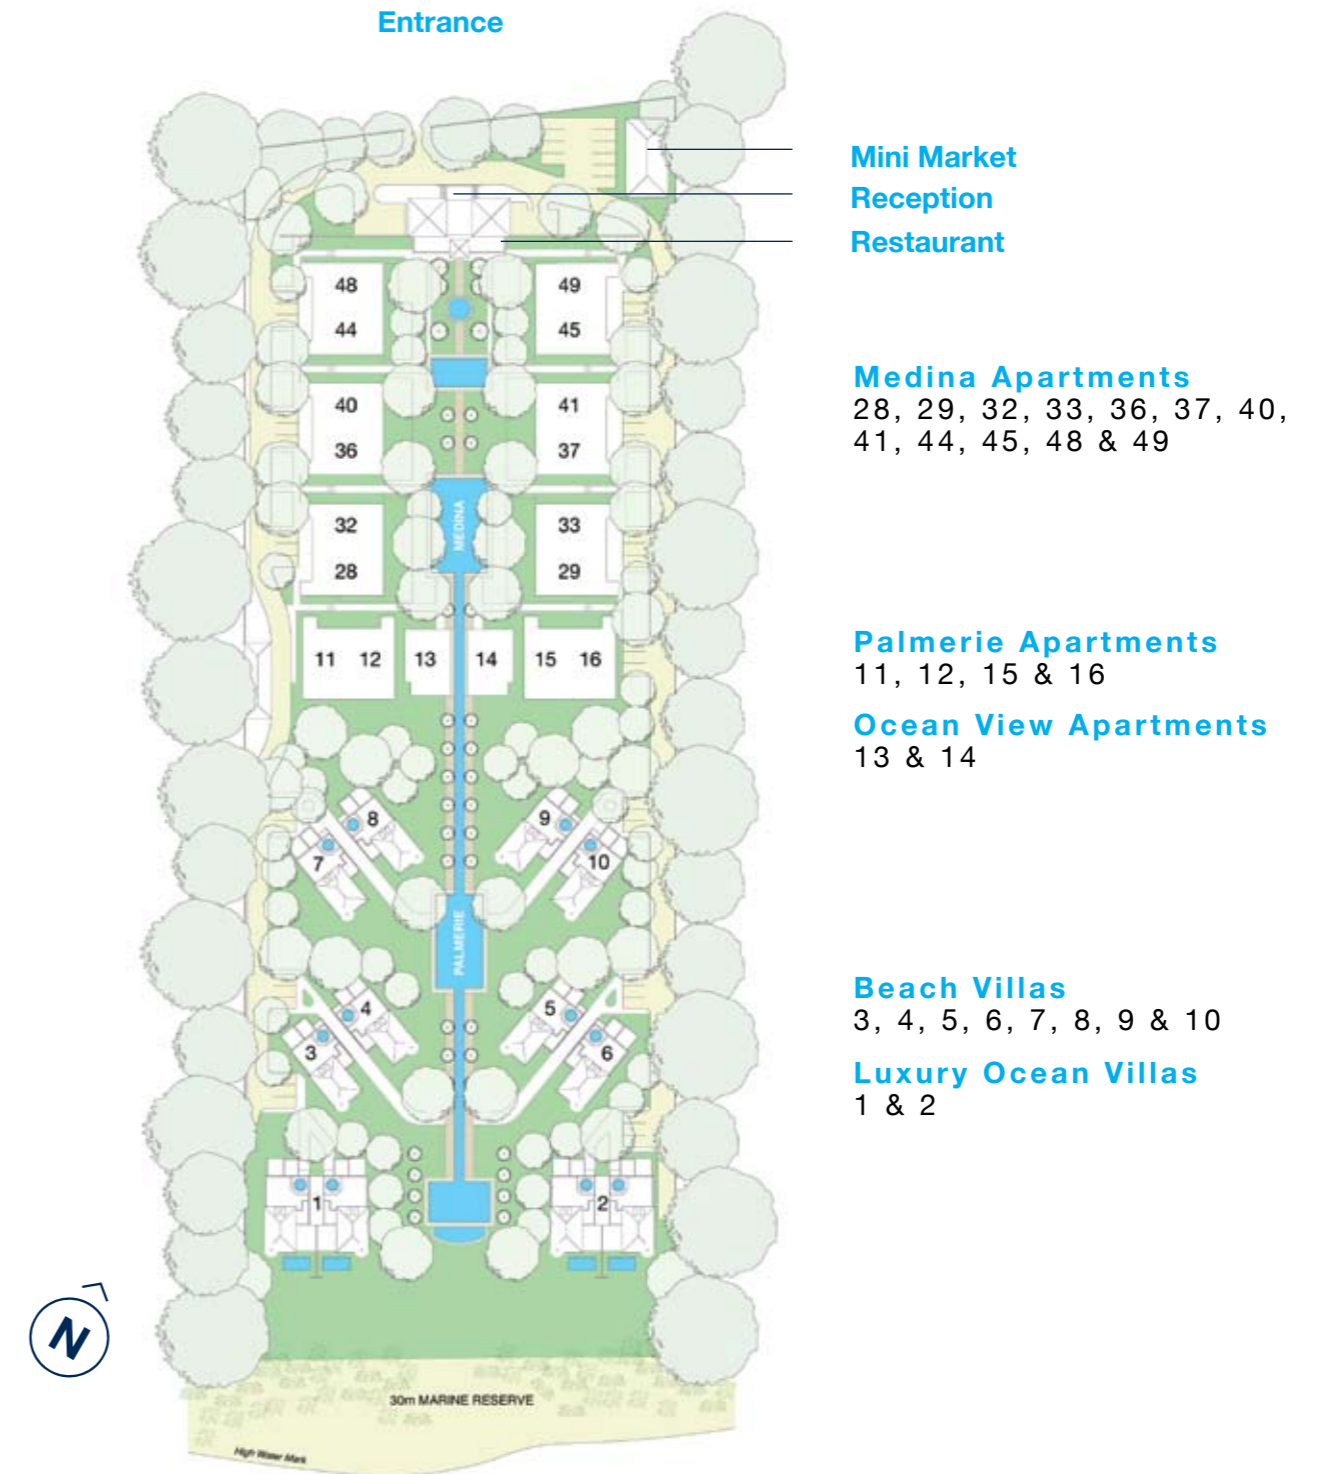 Entrance
Mini Market
Reception
Restaurant
48
49
44
45
40
41
36
37
Medina Apartments
28, 29, 32, 33, 36, 37, 40,
41, 44, 45, 48 & 49
MEDINA
32
33
28
29
11 12 13 14 15 16
Palmerie Apartments
11, 12, 15 & 16
Ocean View Apartments
13 & 14
8
9
7
10
PALMERIE
4
5
3
6
Beach Villas
3, 4, 5, 6, 7, 8, 9 & 10
Luxury Ocean Villas
1 & 2
1
2
N
30m MARINE RESERVE
High Water Mark